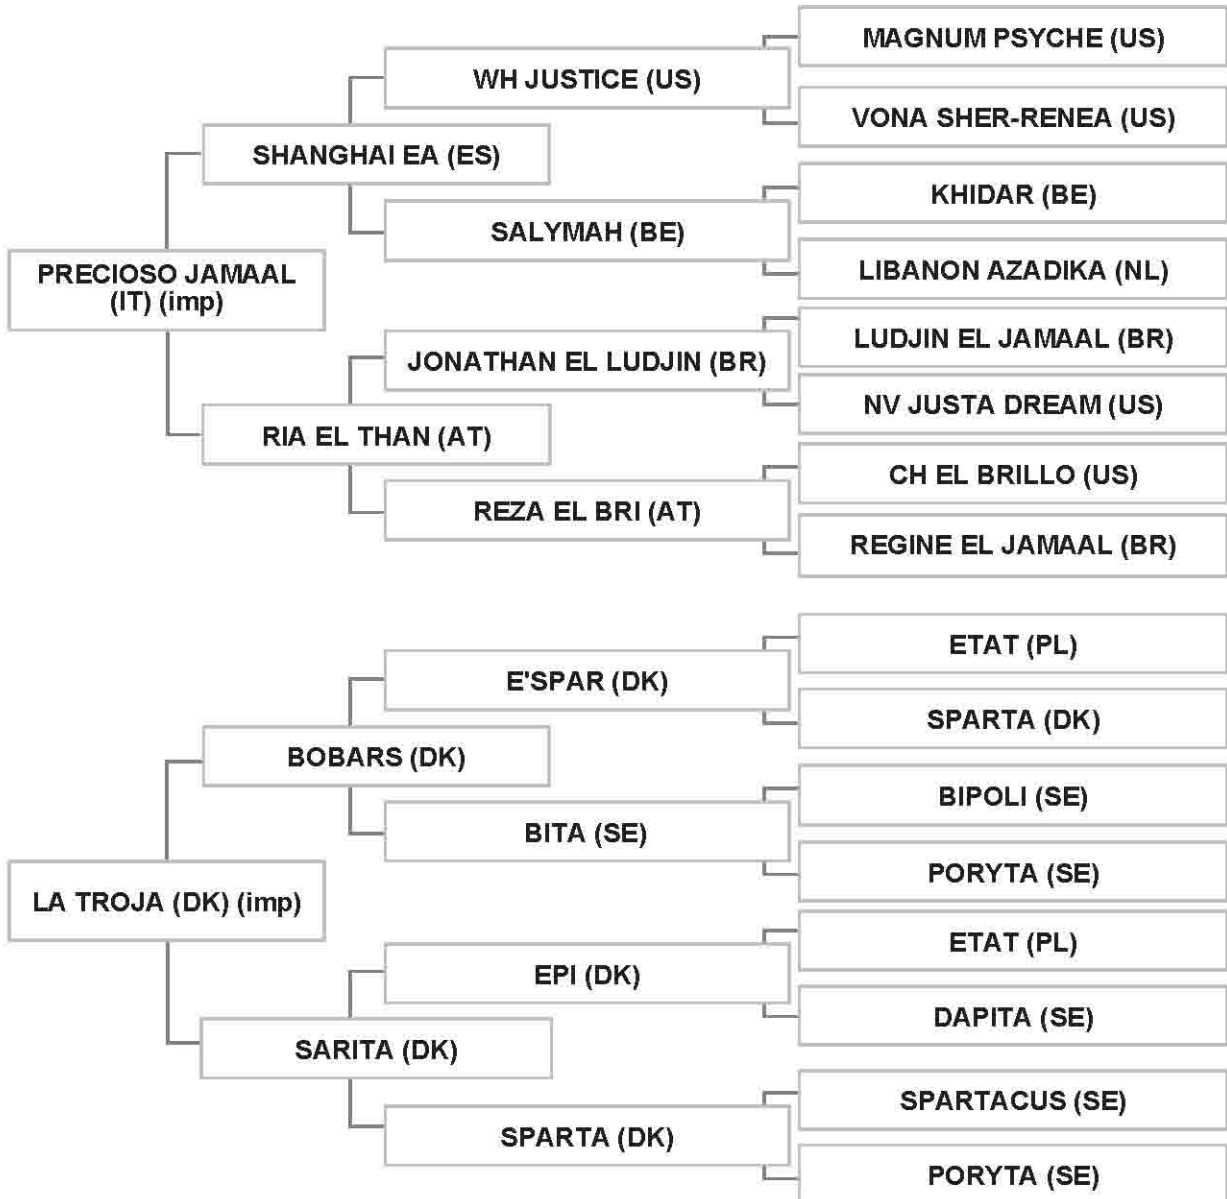 MAGNUM PSYCHE (US)
WH JUSTICE (US)
VONA SHER-RENEA (US)
SHANGHAI EA (ES)
KHIDAR (BE)
SALYMAH (BE)
LIBANON AZADIKA (NL)
PRECIOSO JAMAAL
(IT) (imp)
LUDJIN EL JAMAAL (BR)
JONATHAN EL LUDJIN (BR)
NV JUSTA DREAM (US)
RIA EL THAN (AT)
CH EL BRILLO (US)
REZA EL BRI (AT)
REGINE EL JAMAAL (BR)
ETAT (PL)
E'SPAR (DK)
SPARTA (DK)
BOBARS (DK)
BIPOLI (SE)
BITA (SE)
PORYTA (SE)
LA TROJA (DK) (imp)
ETAT (PL)
EPI (DK)
DAPITA (SE)
SARITA (DK)
SPARTACUS (SE)
SPARTA (DK)
PORYTA (SE)